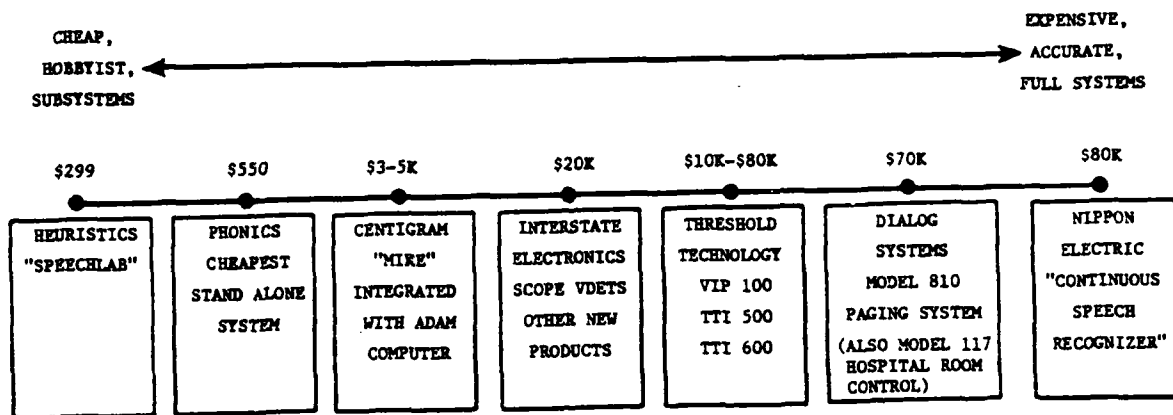 CHEAP,
HOBBYIST,
SUBSYSTEMS
EXPENSIVE,
ACCURATE,
FULL SYSTEMS
$299
$550
$3-5K
$20K
$10K-$80K
$70K
$80K
HEURISTICS
"SPEECHLAB"
PHONICS
CHEAPEST
STAND ALONE
SYSTEM
CENTIGRAM
"MIRE"
INTEGRATED
WITH ADAM
COMPUTER
INTERSTATE
ELECTRONICS
SCOPE VDETS
OTHER NEW
PRODUCTS
THRESHOLD
TECHNOLOGY
VIP 100
TTI 500
TTI 600
DIALOG
SYSTEMS
MODEL 810
PAGING SYSTEM
(ALSO MODEL 117
HOSPITAL ROOM
CONTROL)
NIPPON
ELECTRIC
"CONTINUOUS
SPEECH
RECOGNIZER"